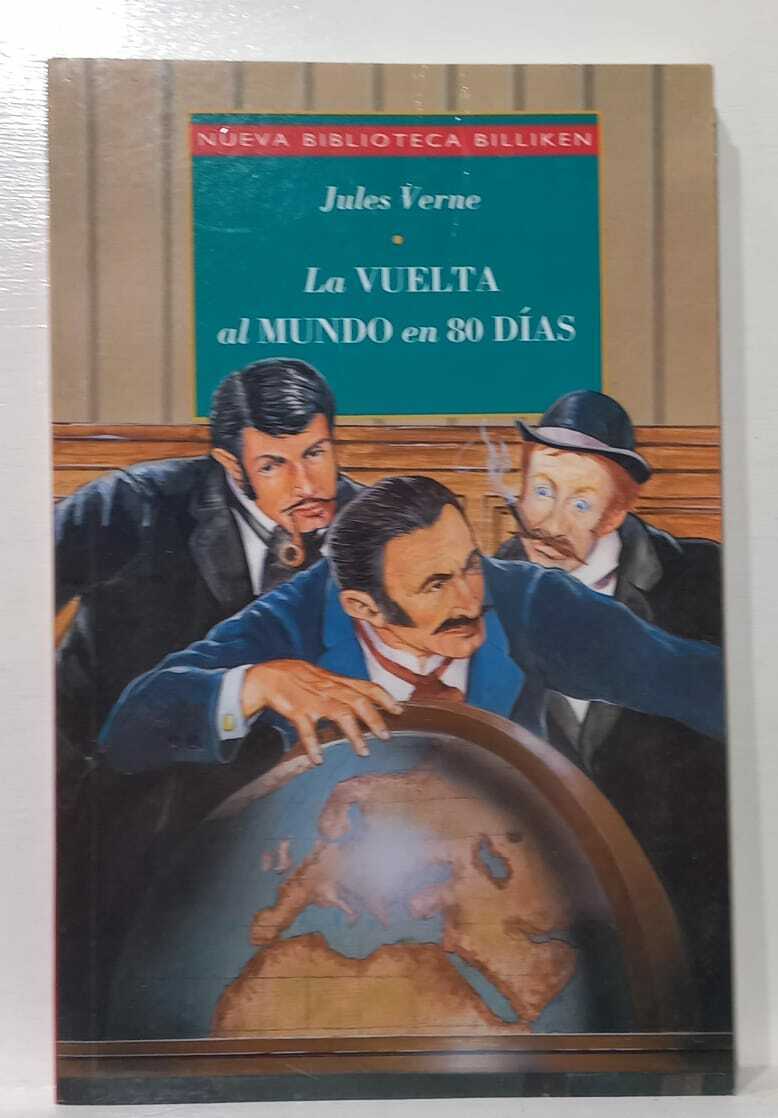 NUEVA BIBLIOTECA BILLIKEN
Jules Verne
La VUELTA
al MUNDO en 80 DÍAS